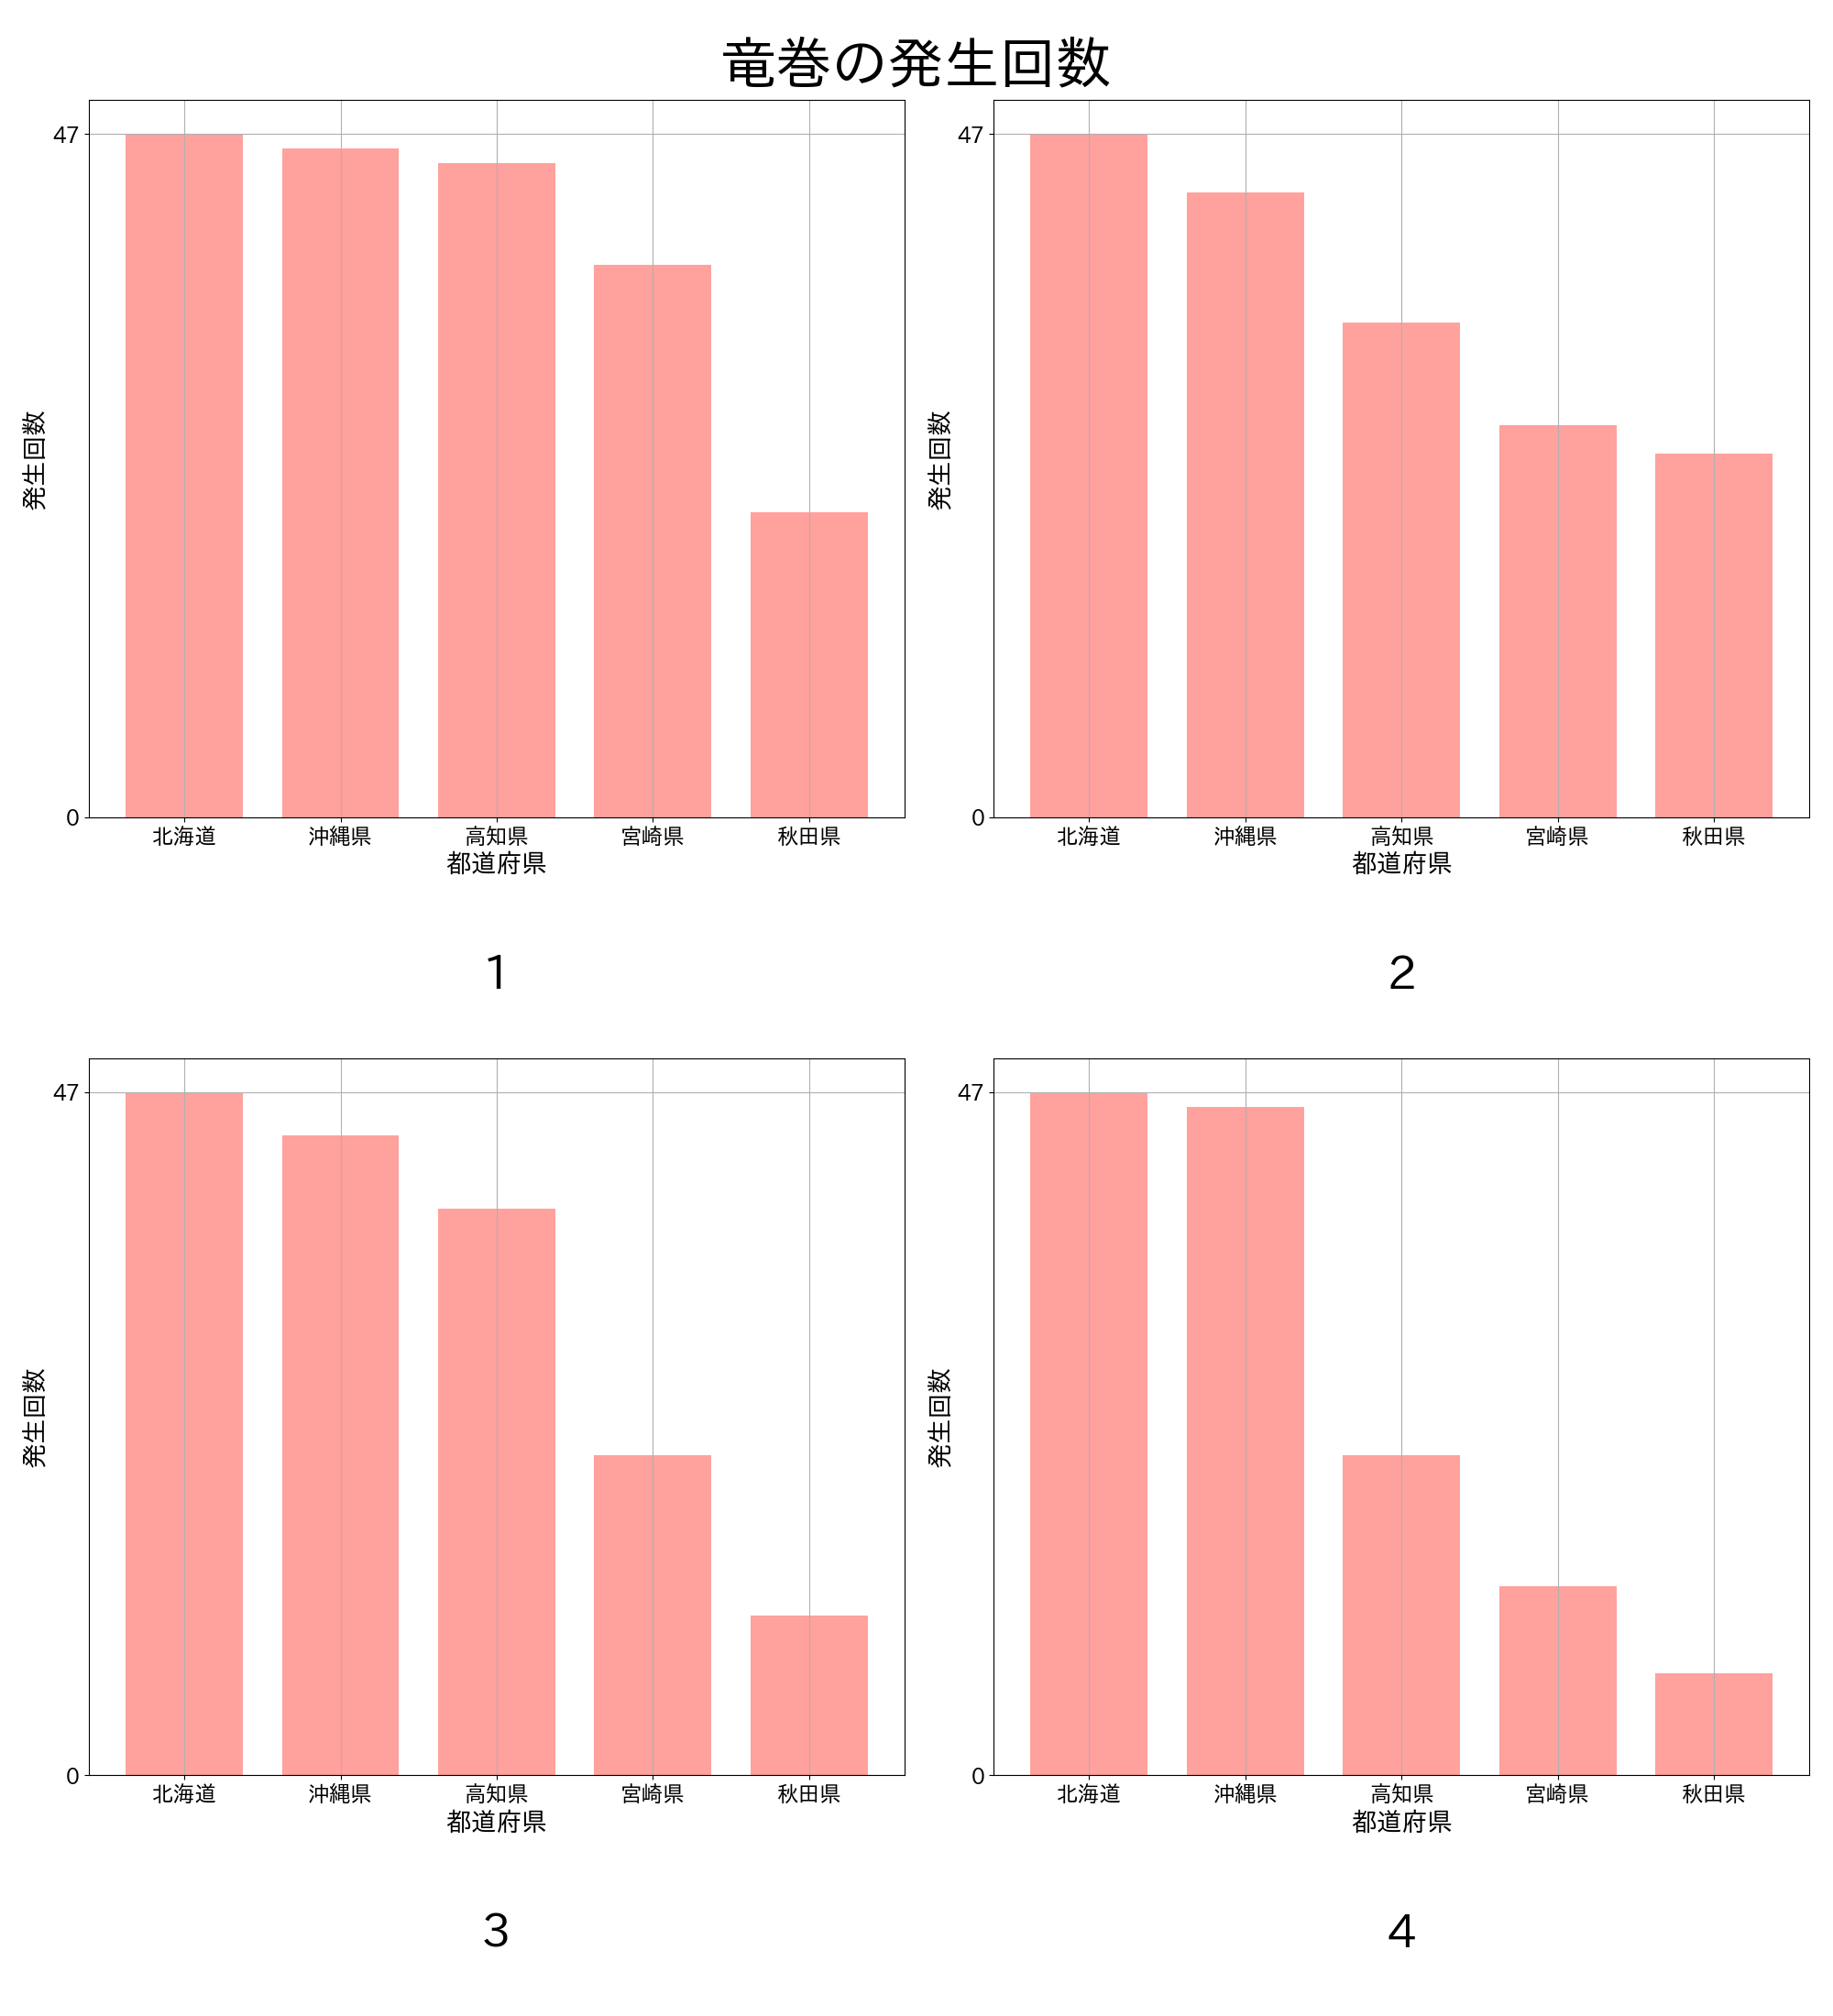 竜巻の発生回数
47
0
発生回数
北海道 沖縄県 高知県 宮崎県 秋田県
都道府県
1
47
0
発生回数
北海道 沖縄県 高知県 宮崎県 秋田県
都道府県
2
47
0
発生回数
北海道 沖縄県 高知県 宮崎県 秋田県
都道府県
3
47
0
発生回数
北海道 沖縄県 高知県 宮崎県 秋田県
都道府県
4